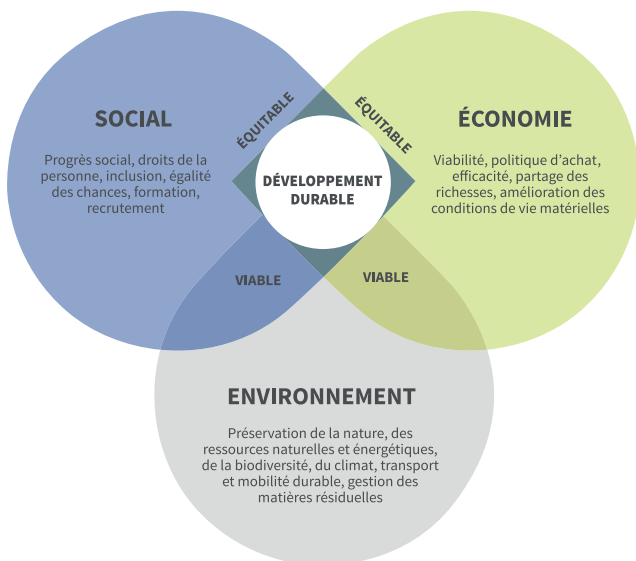 SOCIAL
Progrès social, droits de la
personne, inclusion, égalité
des chances, formation,
recrutement
ÉQUITABLE
ÉQUITABLE
ÉCONOMIE
Viabilité, politique d’achat,
efficacité, partage des
richesses, amélioration des
conditions de vie matérielles
DÉVELOPPEMENT
DURABLE
VIABLE
VIABLE
ENVIRONNEMENT
Préservation de la nature, des
ressources naturelles et énergétiques,
de la biodiversité, du climat, transport
et mobilité durable, gestion des
matières résiduelles